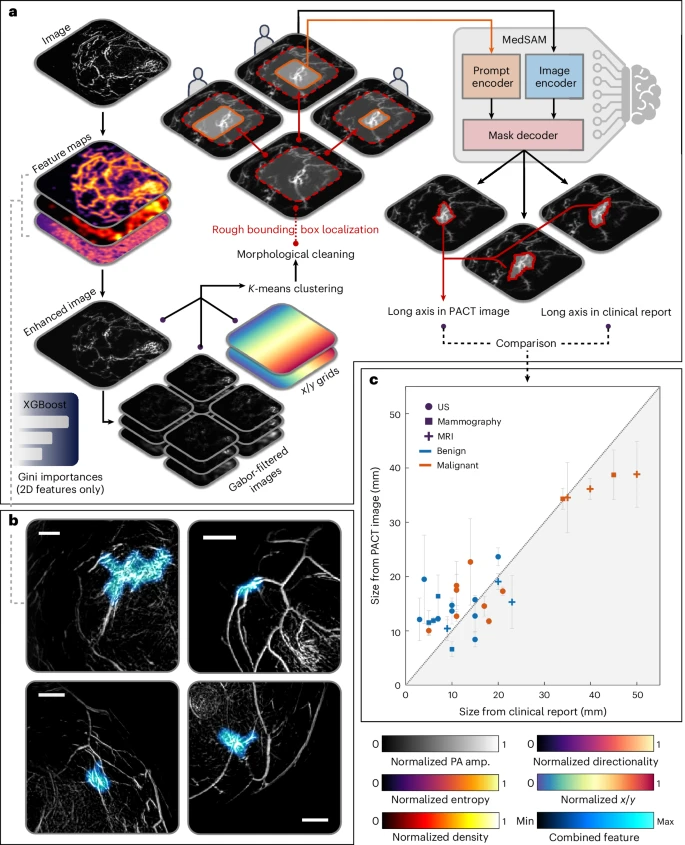 a
Image
Feature maps
Enhanced image
XGBoost
Gini importances
(2D features only)
Rough bounding box localization
Morphological cleaning
K-means clustering
x/y grids
Gabor-filtered
images
MedSAM
Prompt
encoder
Image
encoder
Mask decoder
Long axis in PACT image
Long axis in clinical report
Comparison
b
c
US
Mammography
MRI
Benign
Malignant
Size from PACT image (mm)
50
40
30
20
10
0
0
10
20
30
40
50
Size from clinical report (mm)
0
1
Normalized PA amp.
0
1
Normalized directionality
0
1
Normalized entropy
0
1
Normalized x/y
0
1
Normalized density
Min
Max
Combined feature